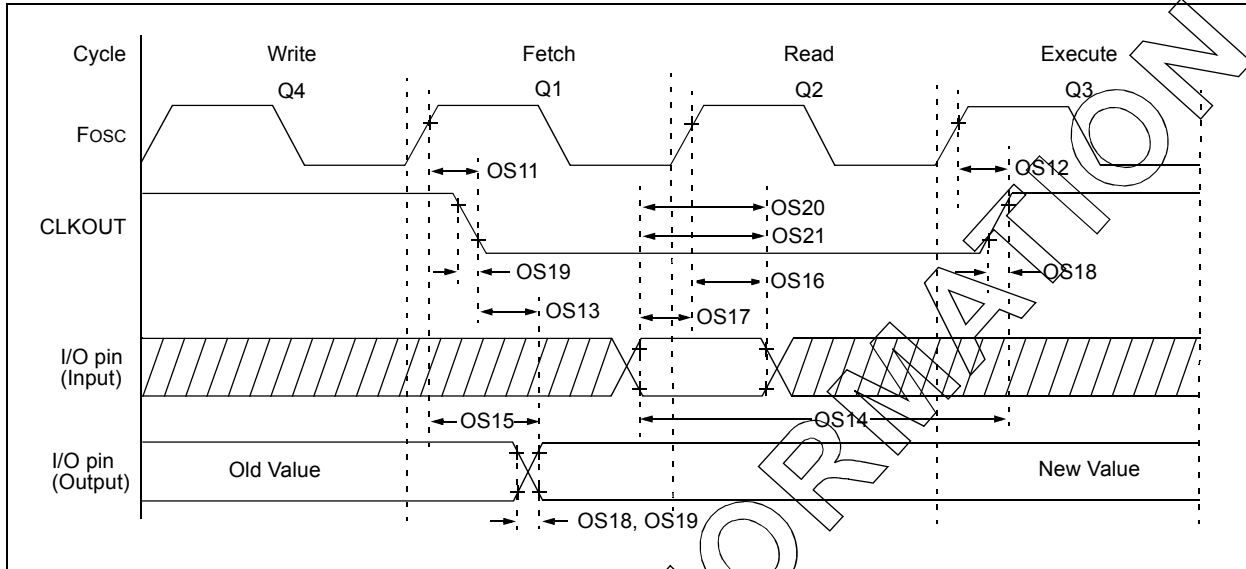 Cycle Write Fetch Read Execute
Q4 Q1 Q2 Q3
Fosc
OS11 OS12
CLKOUT
OS20
OS21
OS19 OS18
OS16
OS13 OS17
I/O pin
(Input)
OS15 OS14
I/O pin
(Output)
Old Value New Value
OS18, OS19
ORMATION